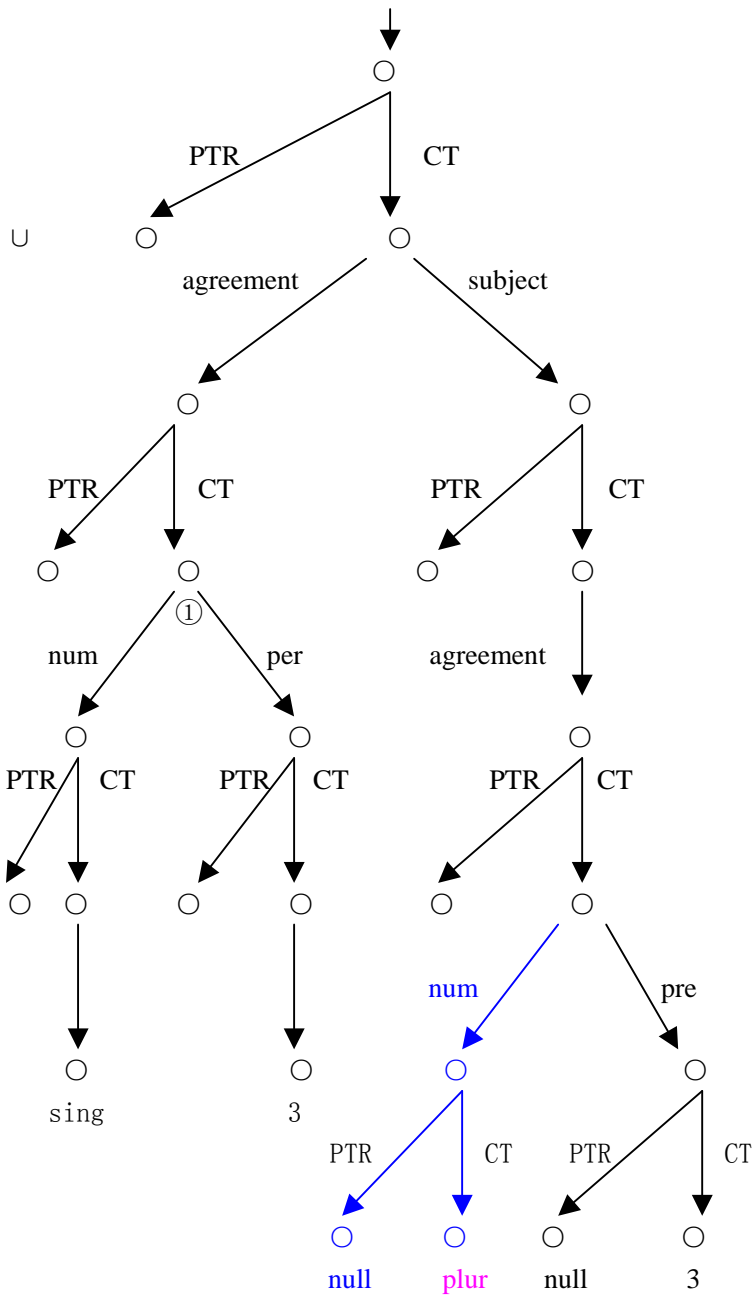 PTR CT
∪
agreement subject
PTR CT PTR CT
①
num per agreement
PTR CT PTR CT PTR CT
num pre
sing 3
PTR CT PTR CT
null plur null 3